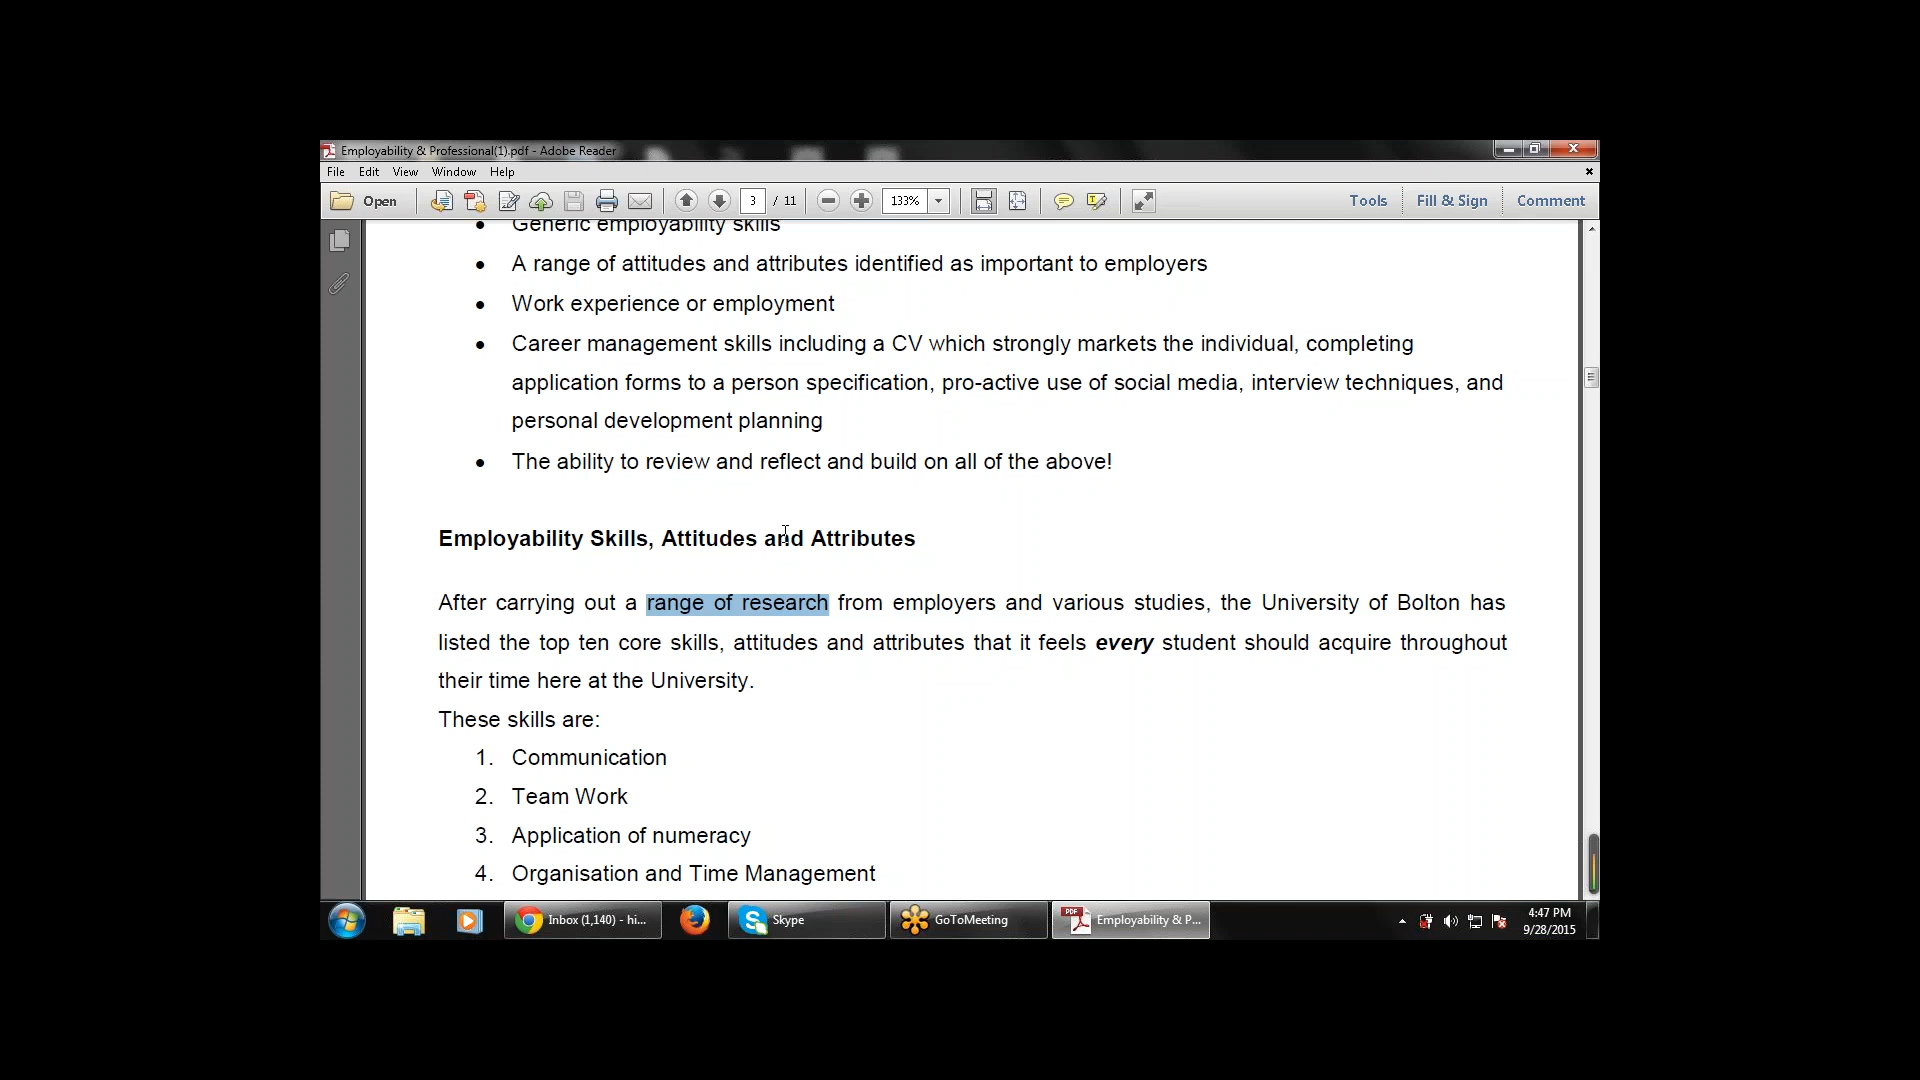 Employability & Professional(1).pdf - Adobe Reader
File Edit View Window Help
Open 3 / 11 133% Tools Fill & Sign Comment
• Generic employability skills
• A range of attitudes and attributes identified as important to employers
• Work experience or employment
• Career management skills including a CV which strongly markets the individual, completing
application forms to a person specification, pro-active use of social media, interview techniques, and
personal development planning
• The ability to review and reflect and build on all of the above!
Employability Skills, Attitudes and Attributes
After carrying out a range of research from employers and various studies, the University of Bolton has
listed the top ten core skills, attitudes and attributes that it feels every student should acquire throughout
their time here at the University.
These skills are:
1. Communication
2. Team Work
3. Application of numeracy
4. Organisation and Time Management
Inbox (1,140) - hi... Skype GoToMeeting PDF Employability & P... 4:47 PM
9/28/2015